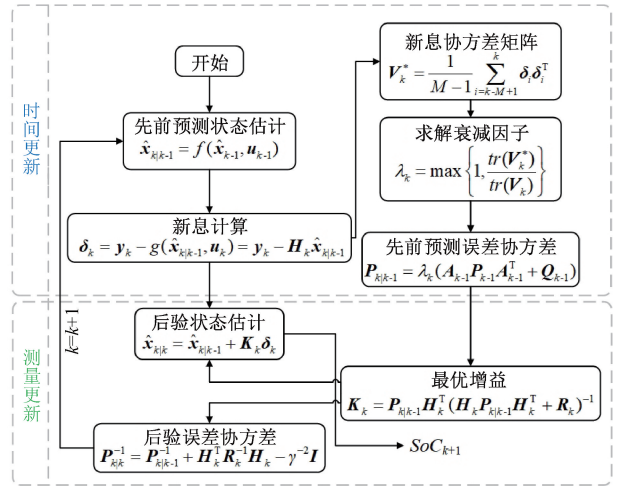 时间更新
开始
先前预测状态估计
x̂_{k|k-1} = f(x̂_{k-1}, u_{k-1})
新息计算
δ_k = y_k − g(x̂_{k|k-1}, u_k) = y_k − H_k x̂_{k|k-1}
新息协方差矩阵
V_k^* = \frac{1}{M−1} \sum_{i=k-M+1}^{k} δ_i δ_i^T
求解衰减因子
λ_k = max{1, \frac{tr(V_k^*)}{tr(V_k)}}
先前预测误差协方差
P_{k|k-1} = λ_k(A_{k-1} P_{k-1} A_{k-1}^T + Q_{k-1})
测量更新
k=k+1
后验状态估计
x̂_{k|k} = x̂_{k|k-1} + K_k δ_k
最优增益
K_k = P_{k|k-1} H_k^T (H_k P_{k|k-1} H_k^T + R_k)^{-1}
后验误差协方差
P_{k|k}^{-1} = P_{k|k-1}^{-1} + H_k^T R_k^{-1} H_k − γ^{-2} I
SoC_{k+1}